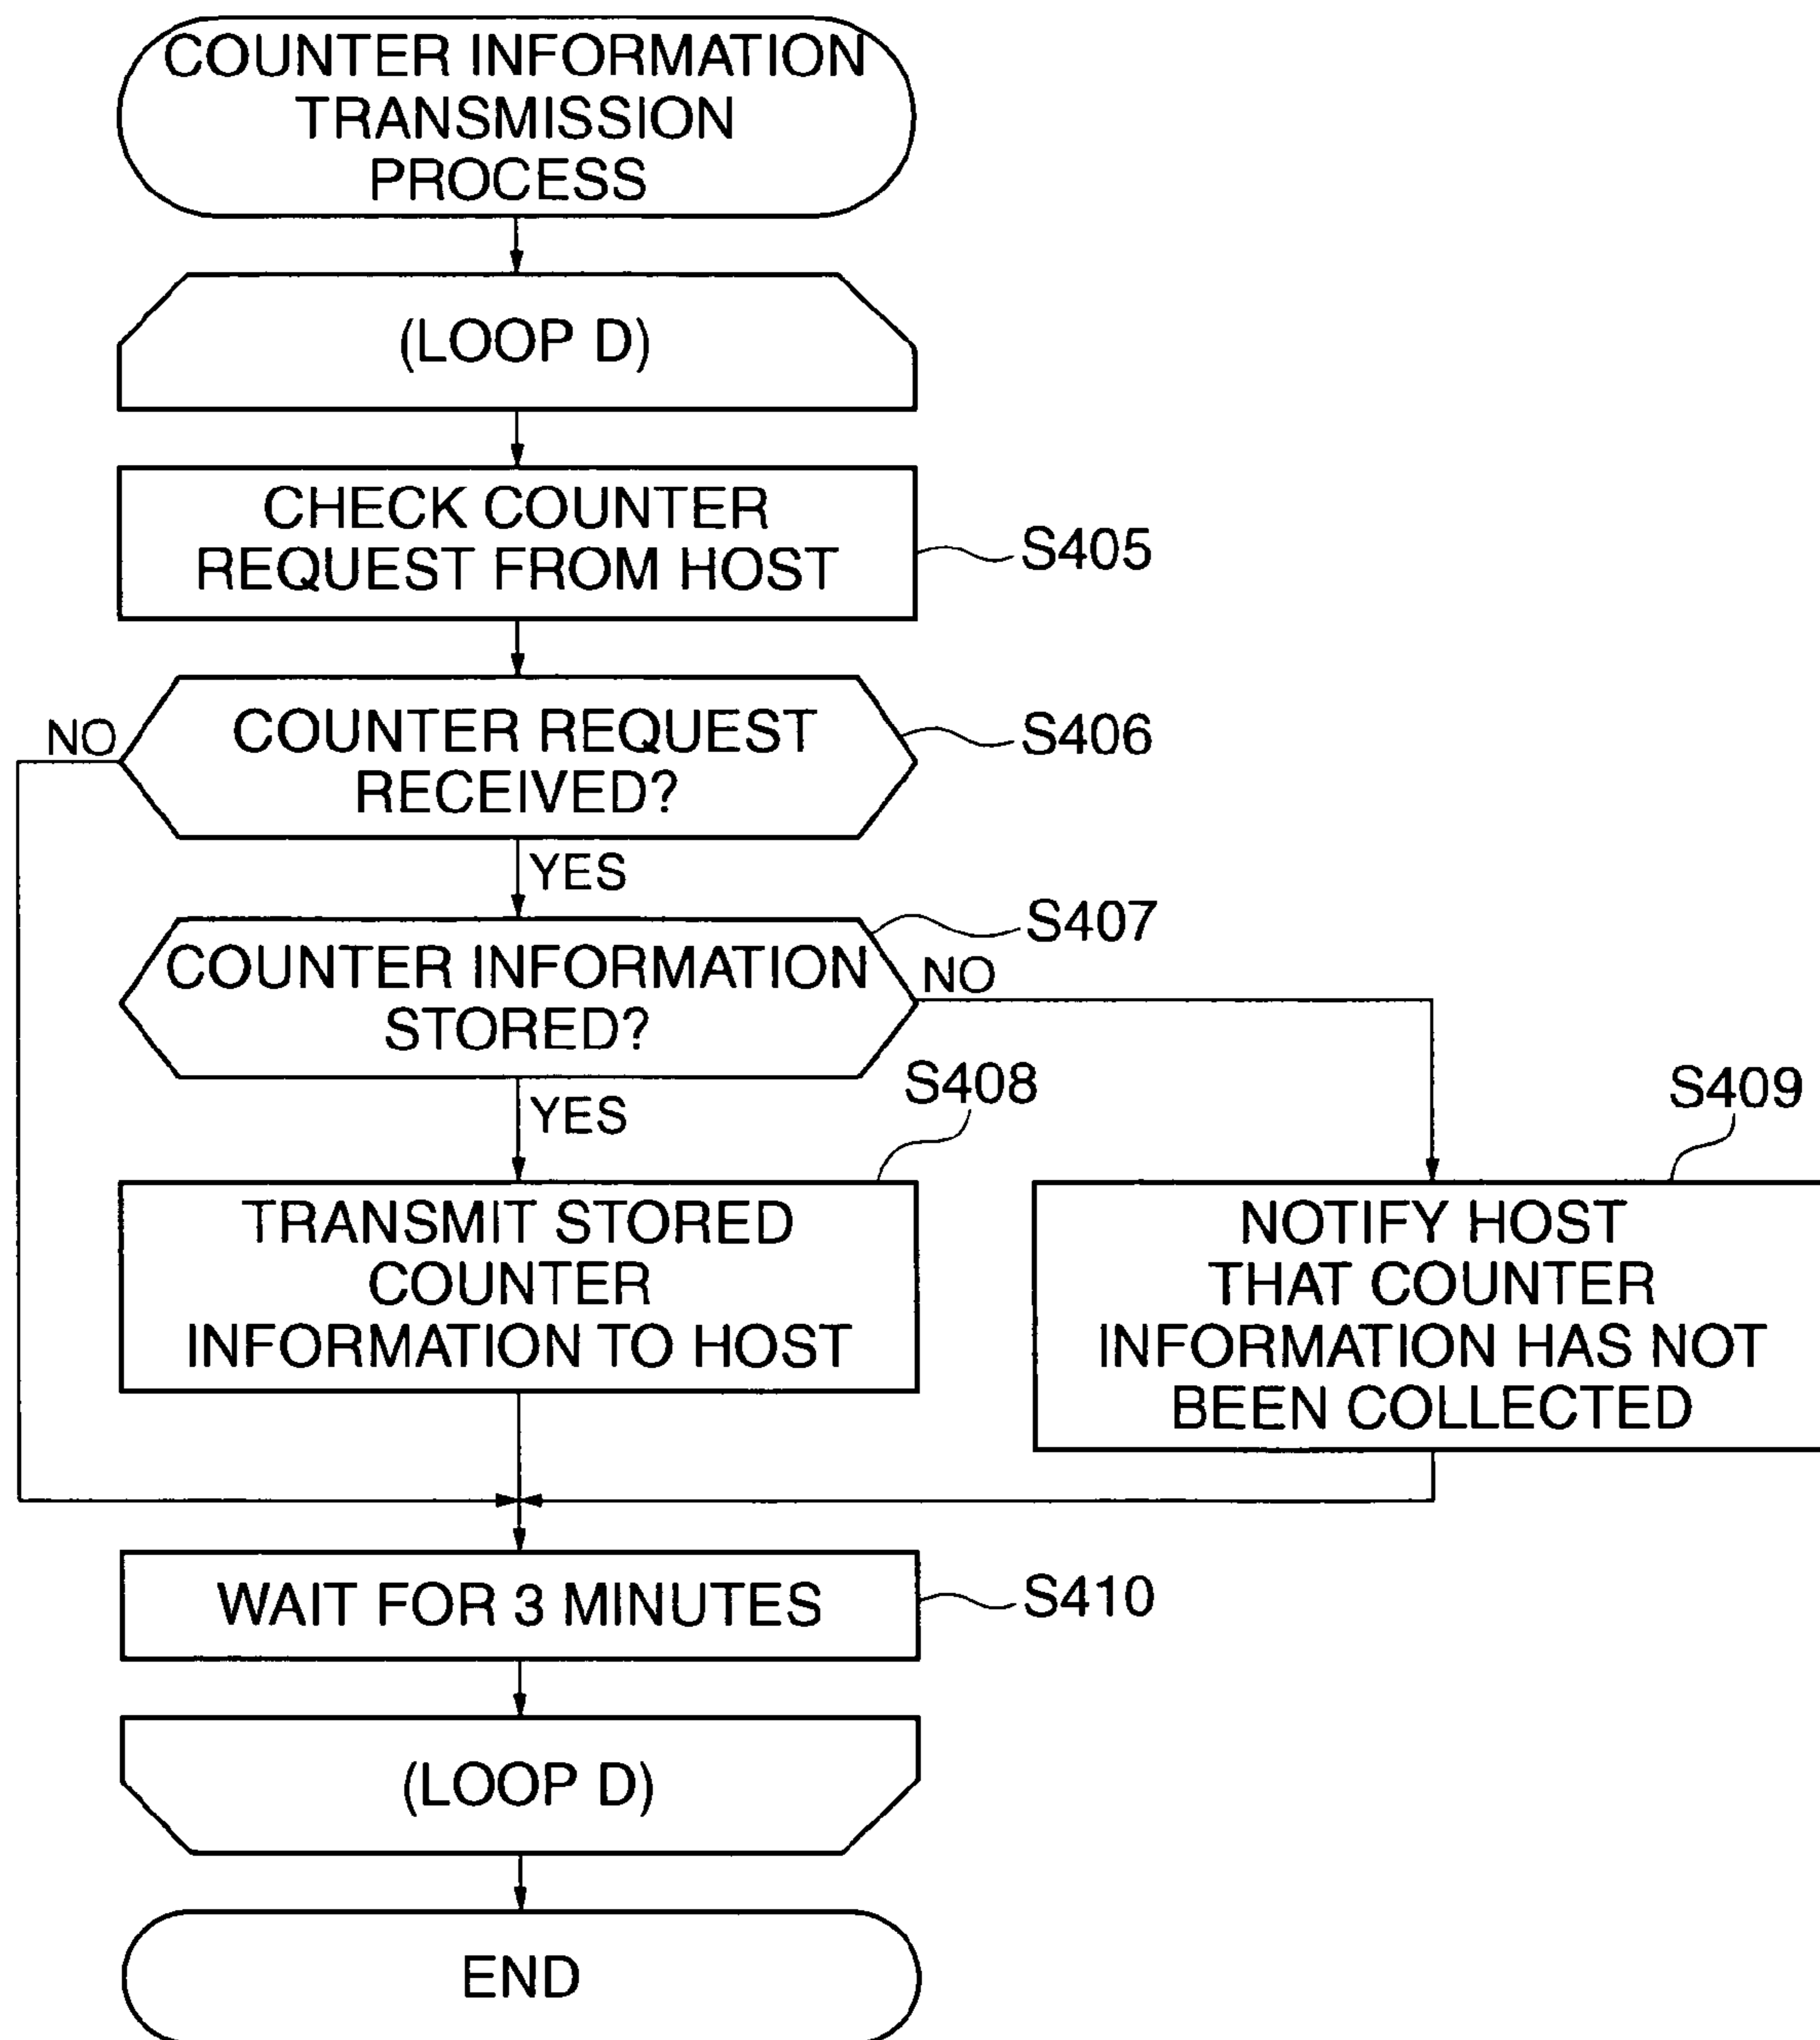 COUNTER INFORMATION
TRANSMISSION
PROCESS
(LOOP D)
CHECK COUNTER
REQUEST FROM HOST
S405
NO
COUNTER REQUEST
RECEIVED?
S406
YES
S407
COUNTER INFORMATION
STORED?
NO
YES
S408
S409
TRANSMIT STORED
COUNTER
INFORMATION TO HOST
NOTIFY HOST
THAT COUNTER
INFORMATION HAS NOT
BEEN COLLECTED
WAIT FOR 3 MINUTES
S410
(LOOP D)
END